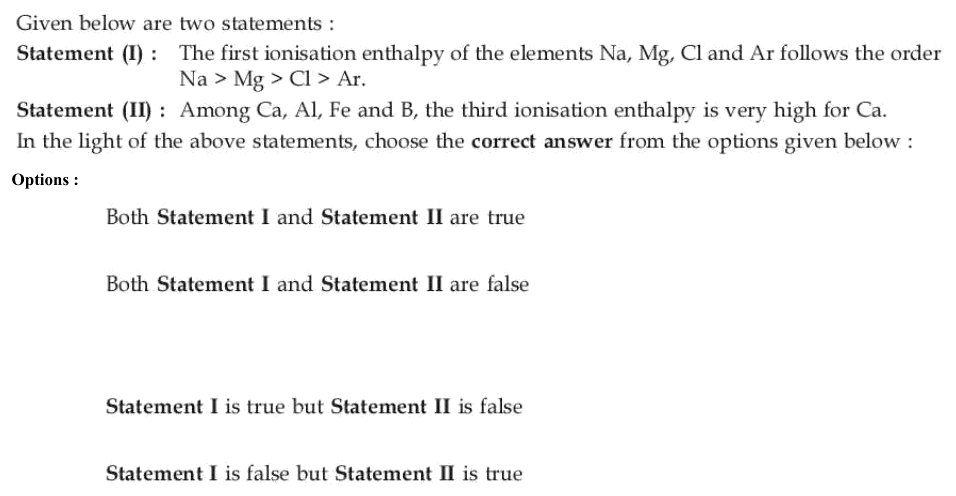 Given below are two statements :
Statement (I) : The first ionisation enthalpy of the elements Na, Mg, Cl and Ar follows the order
Na > Mg > Cl > Ar.
Statement (II) : Among Ca, Al, Fe and B, the third ionisation enthalpy is very high for Ca.
In the light of the above statements, choose the correct answer from the options given below :
Options :
Both Statement I and Statement II are true
Both Statement I and Statement II are false
Statement I is true but Statement II is false
Statement I is false but Statement II is true